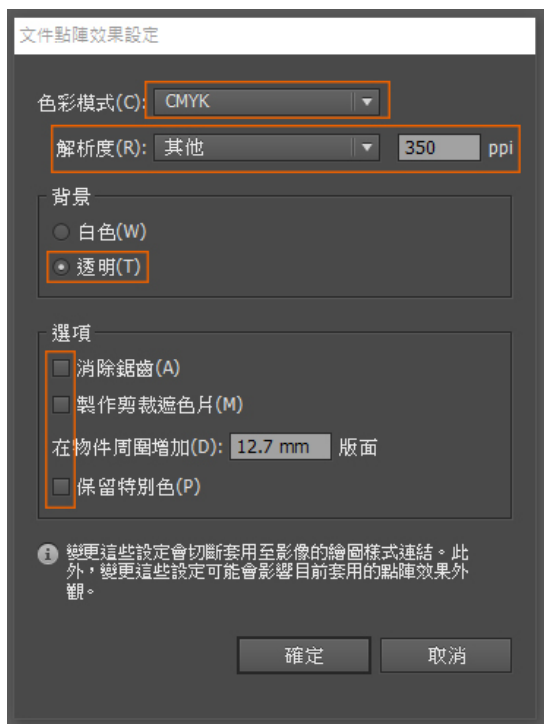 文件點陣效果設定
色彩模式(C): CMYK
解析度(R): 其他 350 ppi
背景
白色(W)
透明(T)
選項
消除鋸齒(A)
製作剪裁遮色片(M)
在物件周圍增加(D): 12.7 mm 版面
保留特別色(P)
變更這些設定會切斷套用至影像的繪圖樣式連結。此
外，變更這些設定可能會影響目前套用的點陣效果外
觀。
確定 取消